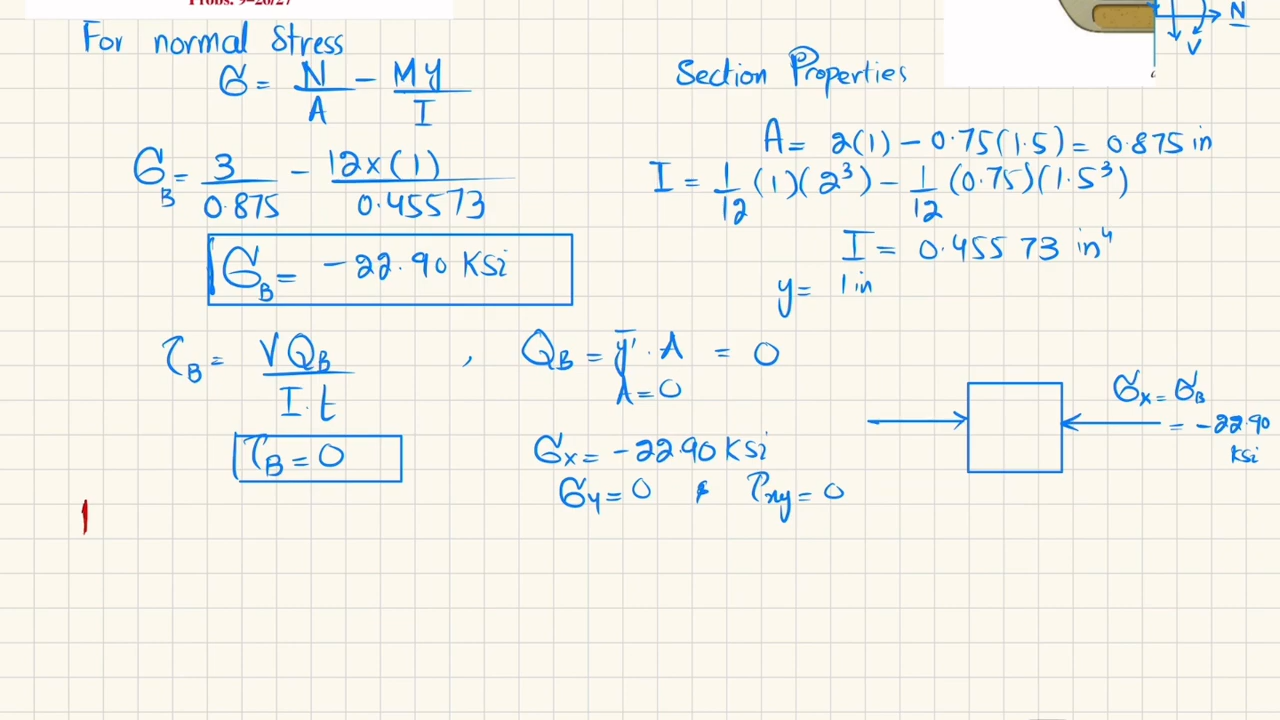 For normal Stress
σ = N/A - My/I
σB = 3/0.875 - 12x(1)/0.45573
σB = -22.90 KSi
τB = VQB/I.t , QB = ȳ'.A = 0
A = 0
τB = 0
σx = -22.90 KSi
σy = 0 & τxy = 0
Section Properties
A = 2(1) - 0.75(1.5) = 0.875 in
I = 1/12 (1)(2³) - 1/12 (0.75)(1.5³)
I = 0.45573 in⁴
y = 1 in
σx = σB
= -22.90
KSi
N
V